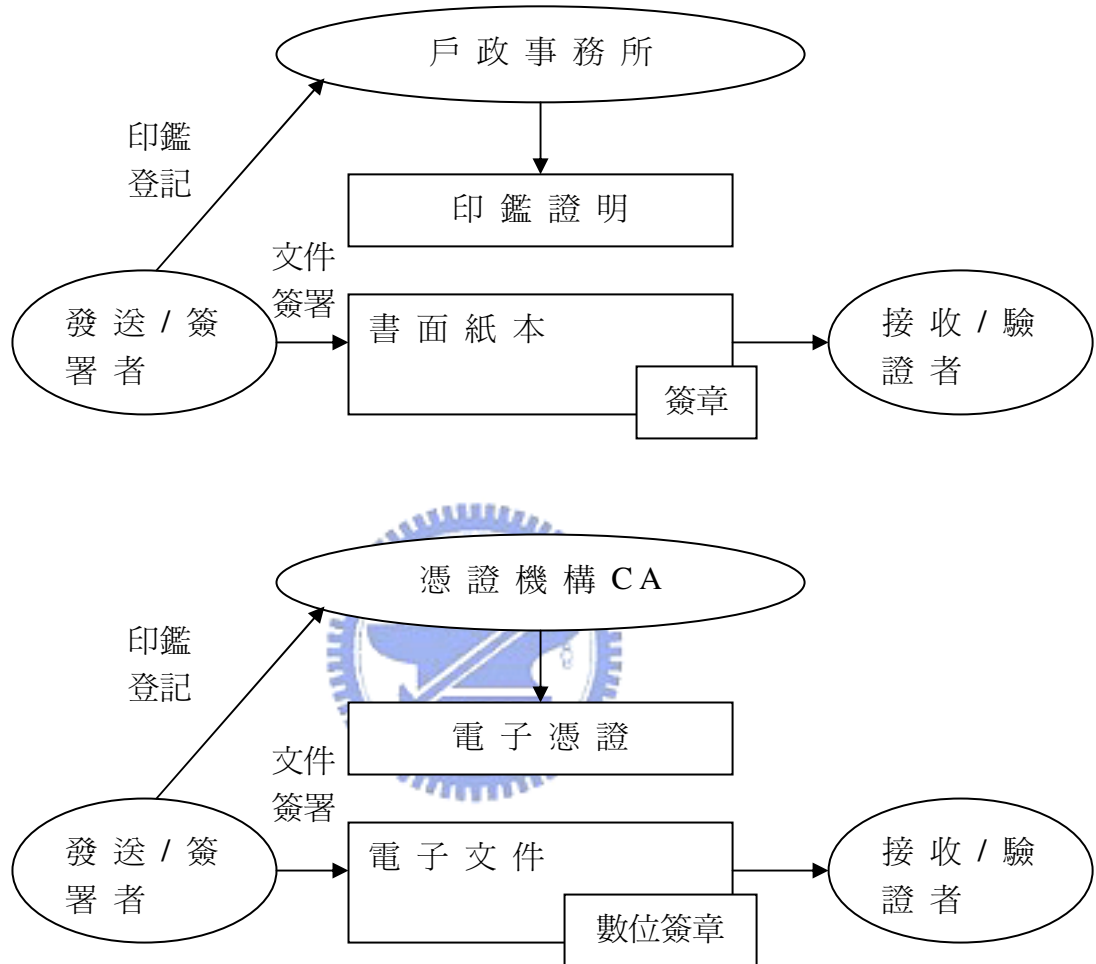 戶政事務所
印鑑
登記
印鑑證明
文件
簽署
發送/簽
署者
書面紙本
簽章
接收/驗
證者
憑證機構CA
印鑑
登記
電子憑證
文件
簽署
發送/簽
署者
電子文件
數位簽章
接收/驗
證者